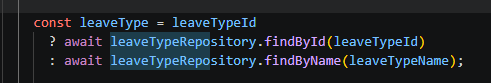 const leaveType = leaveTypeId
? await leaveTypeRepository.findById(leaveTypeId)
: await leaveTypeRepository.findByName(leaveTypeName);